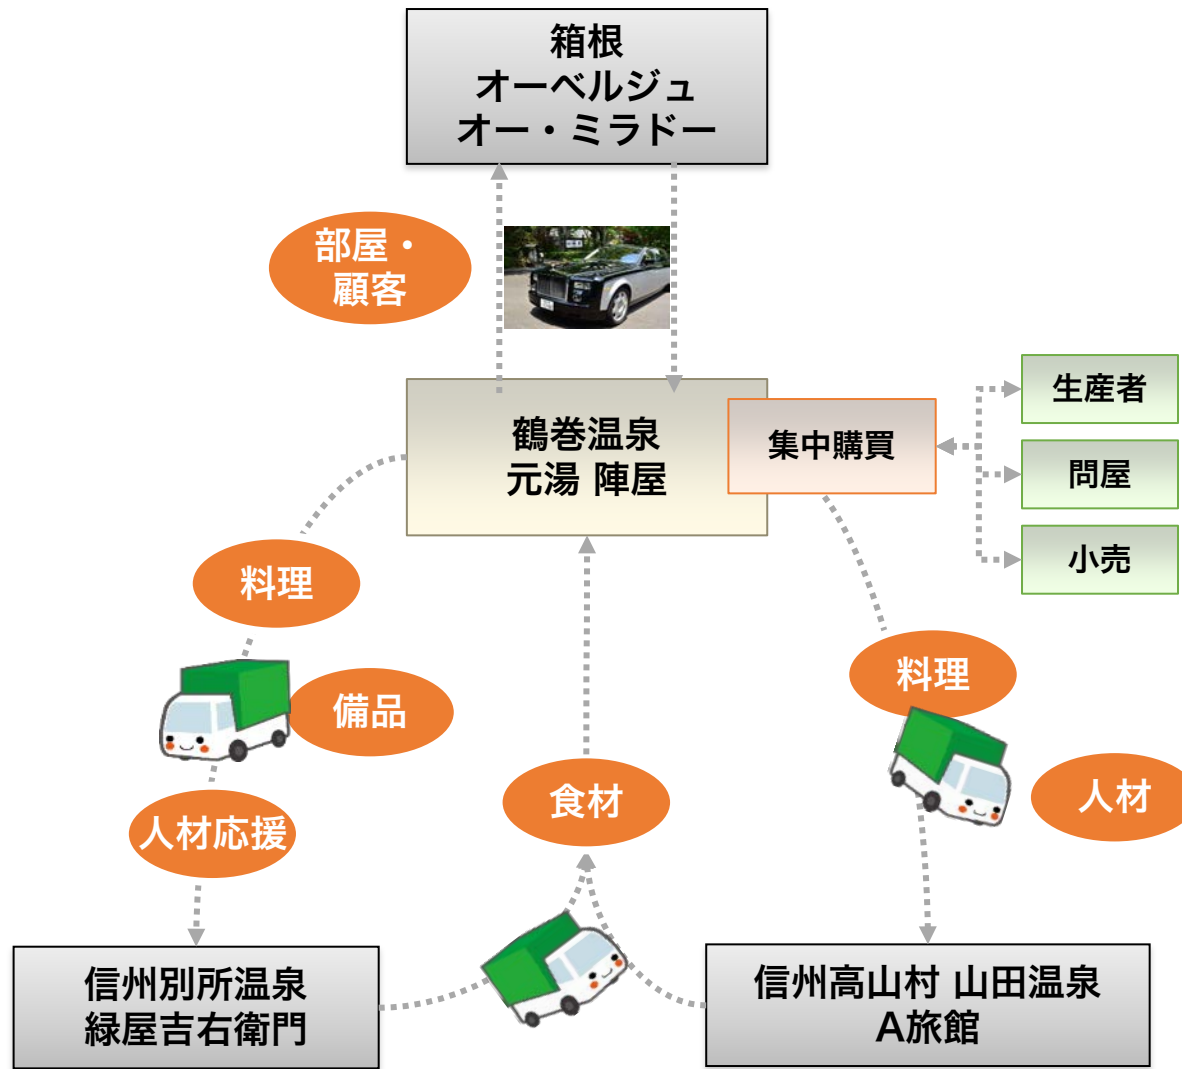 箱根
オーベルジュ
オー・ミラドー
部屋・
顧客
鶴巻温泉
元湯 陣屋
集中購買
生産者
問屋
小売
料理
備品
人材応援
食材
料理
人材
信州別所温泉
緑屋吉右衛門
信州高山村 山田温泉
A旅館